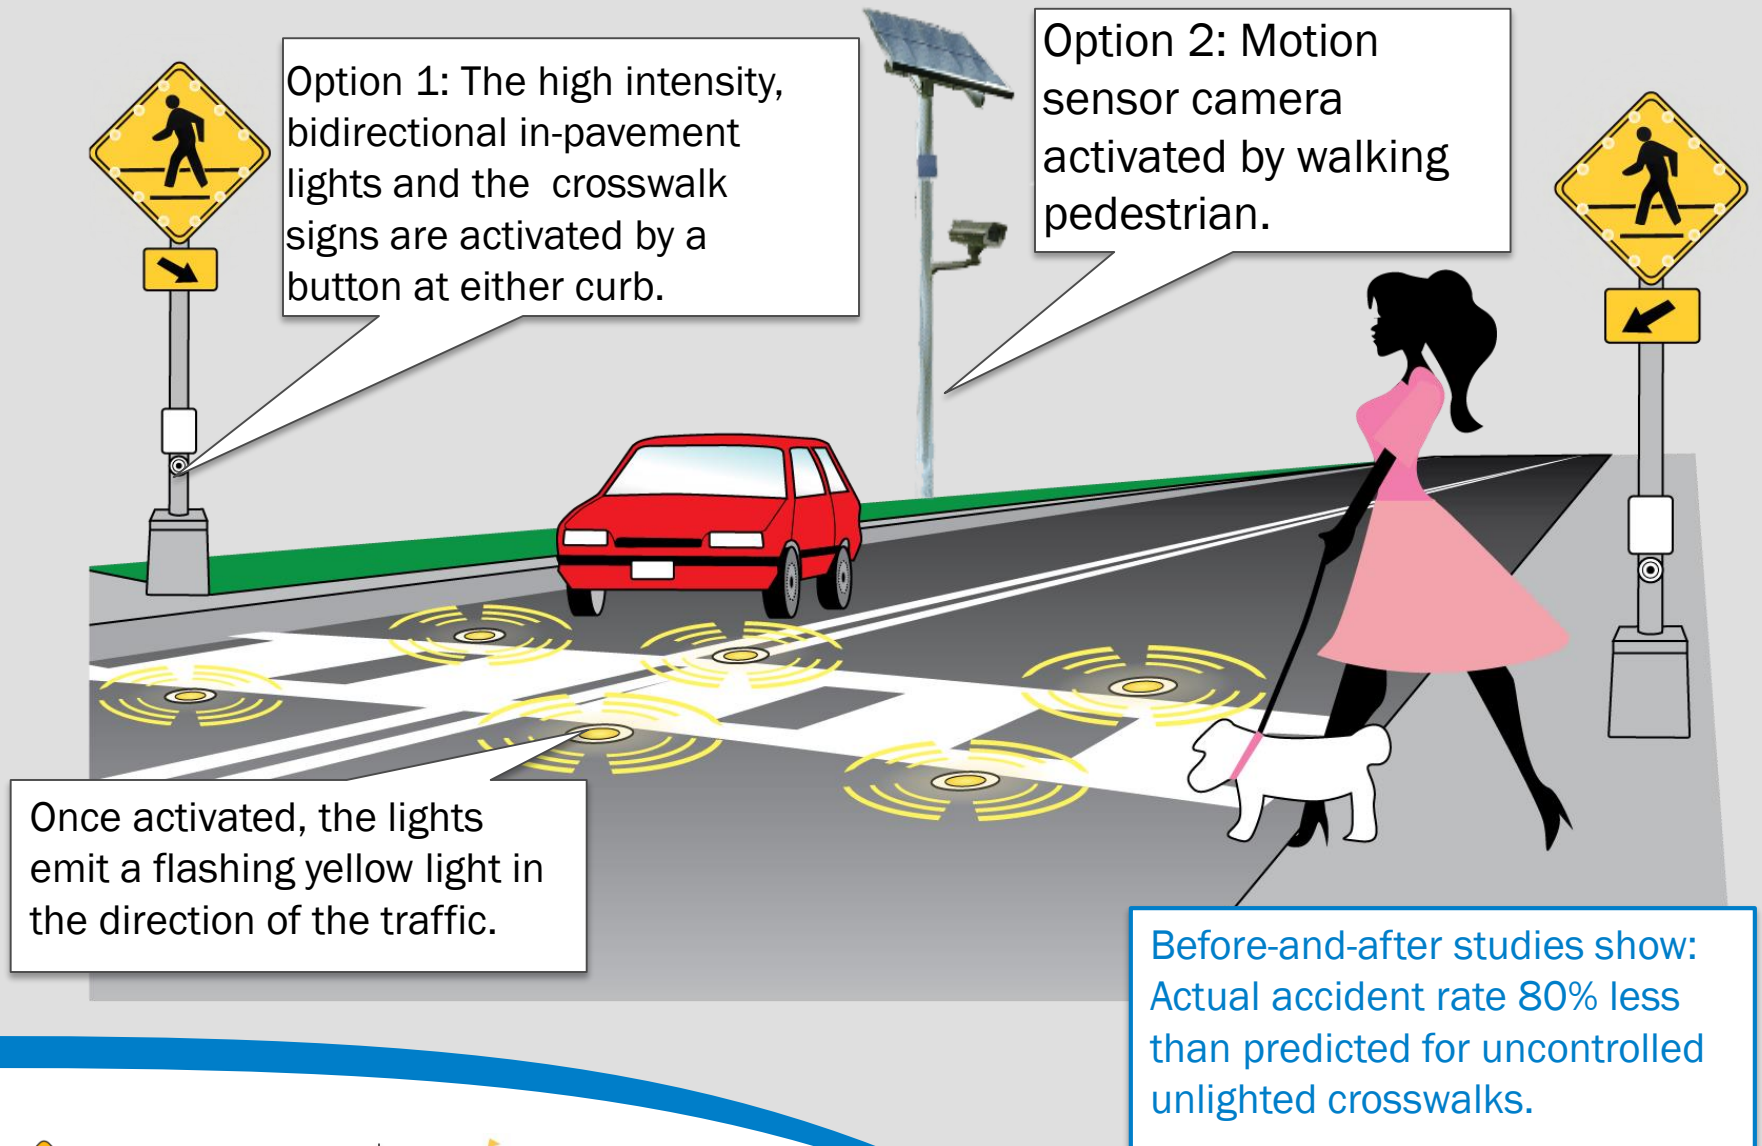 Option 1: The high intensity,
bidirectional in-pavement
lights and the crosswalk
signs are activated by a
button at either curb.
Option 2: Motion
sensor camera
activated by walking
pedestrian.
Once activated, the lights
emit a flashing yellow light in
the direction of the traffic.
Before-and-after studies show:
Actual accident rate 80% less
than predicted for uncontrolled
unlighted crosswalks.